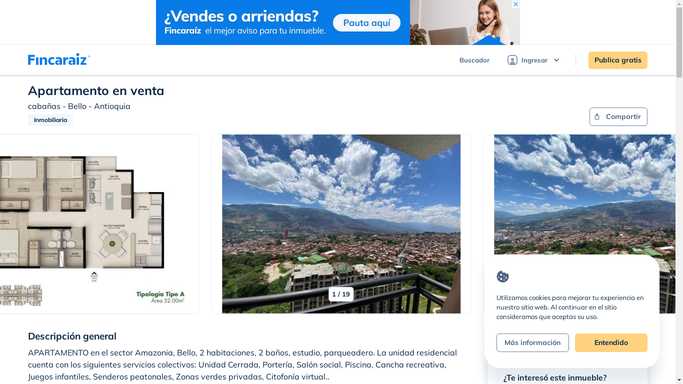 ¿Vendes o arriendas?
Fincaraíz el mejor aviso para tu inmueble.
Pauta aquí
Fincaraíz
Buscador
Ingresar
Publica gratis
Apartamento en venta
cabañas - Bello - Antioquia
Inmobiliaria
Compartir
Tipología Tipo A
Área 52.00m²
1 / 19
Utilizamos cookies para mejorar tu experiencia en
nuestro sitio web. Al continuar en el sitio
consideramos que aceptas su uso.
Más información
Entendido
Descripción general
APARTAMENTO en el sector Amazonia, Bello, 2 habitaciones, 2 baños, estudio, parqueadero. La unidad residencial
cuenta con los siguientes servicios colectivos: Unidad Cerrada, Portería, Salón social, Piscina, Cancha recreativa,
Juegos infantiles, Senderos peatonales, Zonas verdes privadas, Citofonía virtual..
¿Te interesó este inmueble?